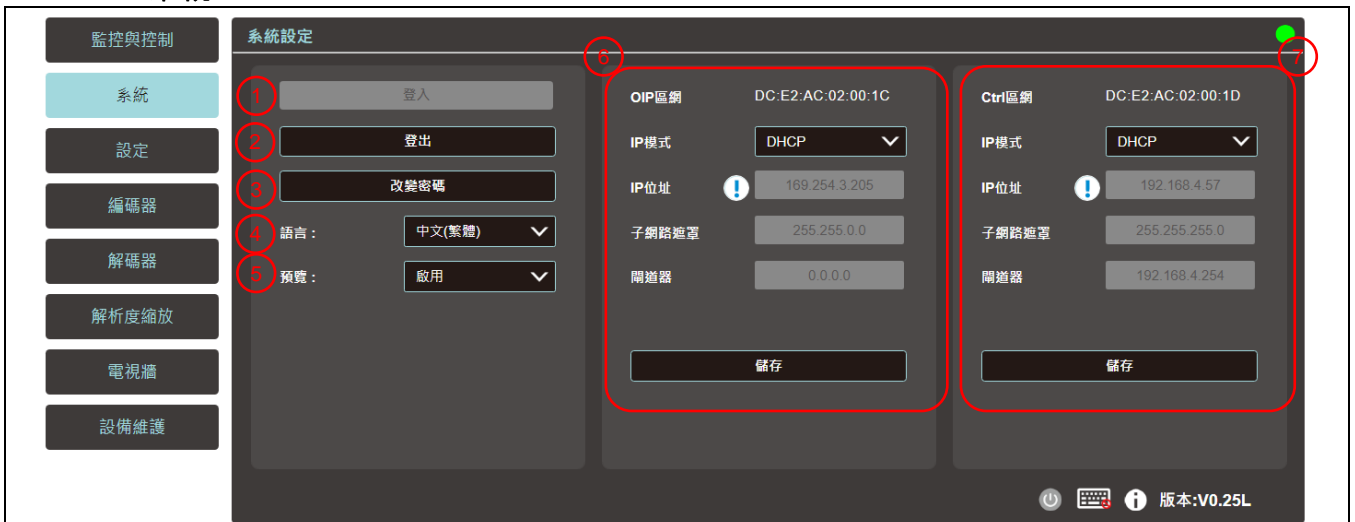 監控與控制
系統
設定
編碼器
解碼器
解析度縮放
電視牆
設備維護
系統設定
1 登入
2 登出
3 改變密碼
4 語言： 中文(繁體)
5 預覽： 啟用
6
OIP區網 DC:E2:AC:02:00:1C
IP模式 DHCP
IP位址 169.254.3.205
子網路遮罩 255.255.0.0
閘道器 0.0.0.0
儲存
7
Ctrl區網 DC:E2:AC:02:00:1D
IP模式 DHCP
IP位址 192.168.4.57
子網路遮罩 255.255.255.0
閘道器 192.168.4.254
儲存
版本:V0.25L